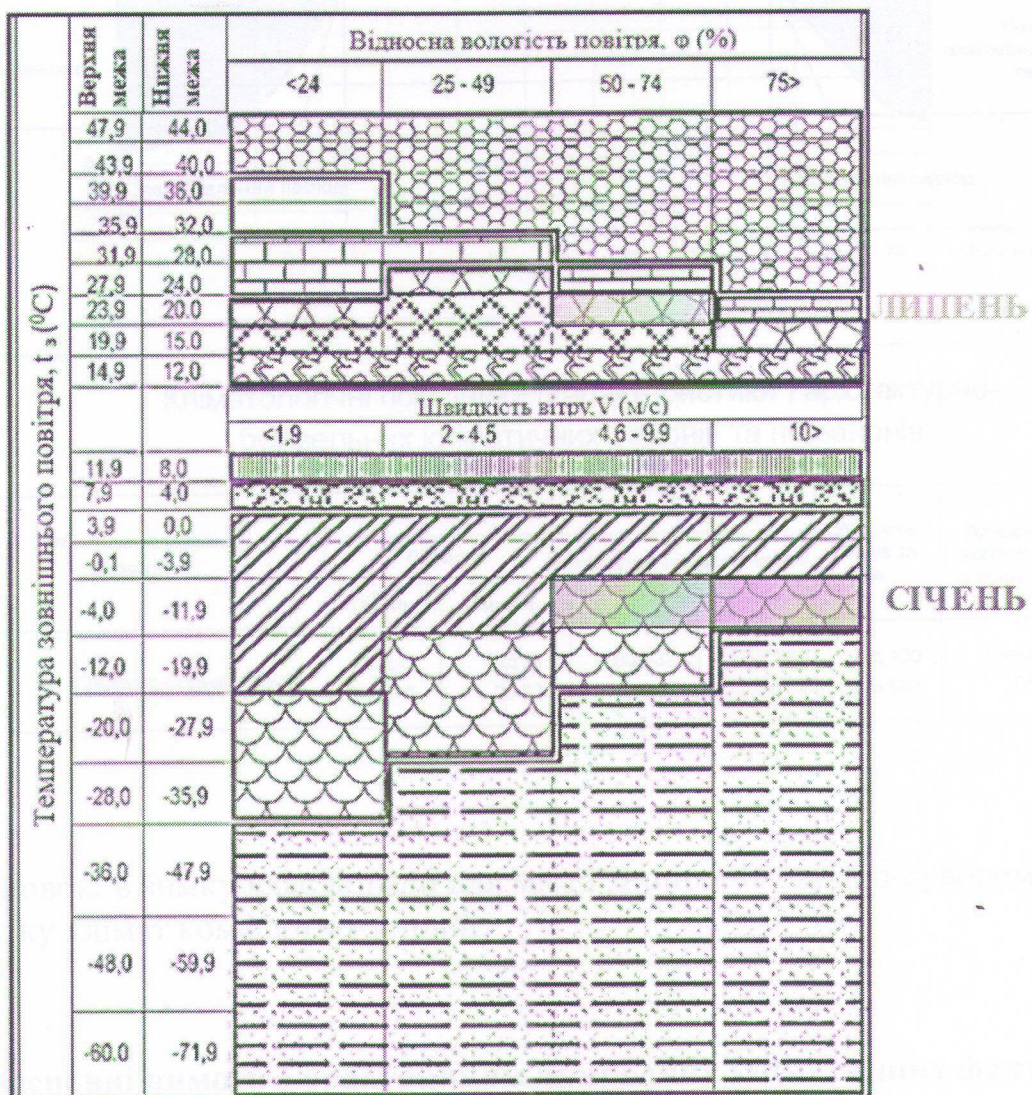 Температура зовнішнього повітря, t з (⁰C)
Верхня межа
Нижня межа
Відносна вологість повітря, φ (%)
<24 25 - 49 50 - 74 75>
47,9 44,0
43,9 40,0
39,9 36,0
35,9 32,0
31,9 28,0
27,9 24,0
23,9 20,0
ЛИПЕНЬ
19,9 15,0
14,9 12,0
Швидкість вітру, V (м/с)
<1,9 2 - 4,5 4,6 - 9,9 10>
11,9 8,0
7,9 4,0
3,9 0,0
-0,1 -3,9
-4,0 -11,9
СІЧЕНЬ
-12,0 -19,9
-20,0 -27,9
-28,0 -35,9
-36,0 -47,9
-48,0 -59,9
-60,0 -71,9